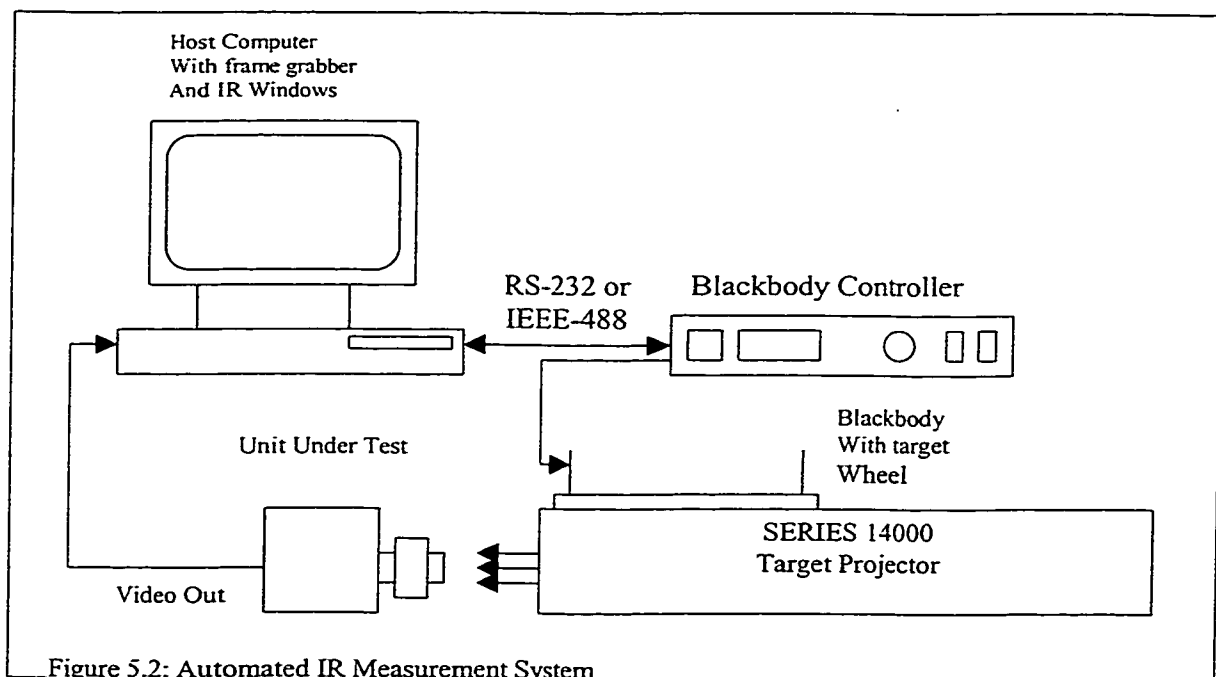 Host Computer
With frame grabber
And IR Windows
RS-232 or
IEEE-488
Blackbody Controller
Unit Under Test
Blackbody
With target
Wheel
SERIES 14000
Target Projector
Video Out
Figure 5.2: Automated IR Measurement System